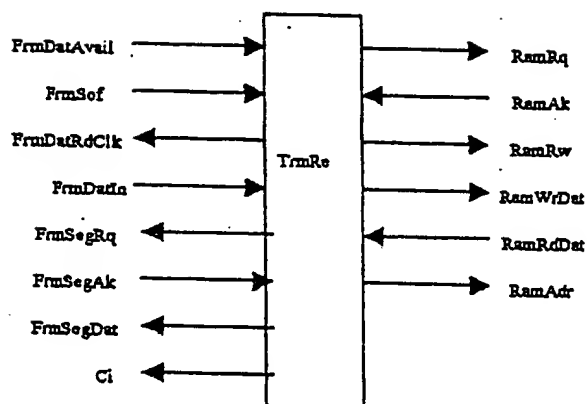 FrmDatAvail
FrmSof
FrmDatRdClk
FrmDatIn
FrmSegRq
FrmSegAk
FrmSegDat
Ci
TrmRe
RamRq
RamAk
RamRw
RamWrDat
RamRdDat
RamAdr